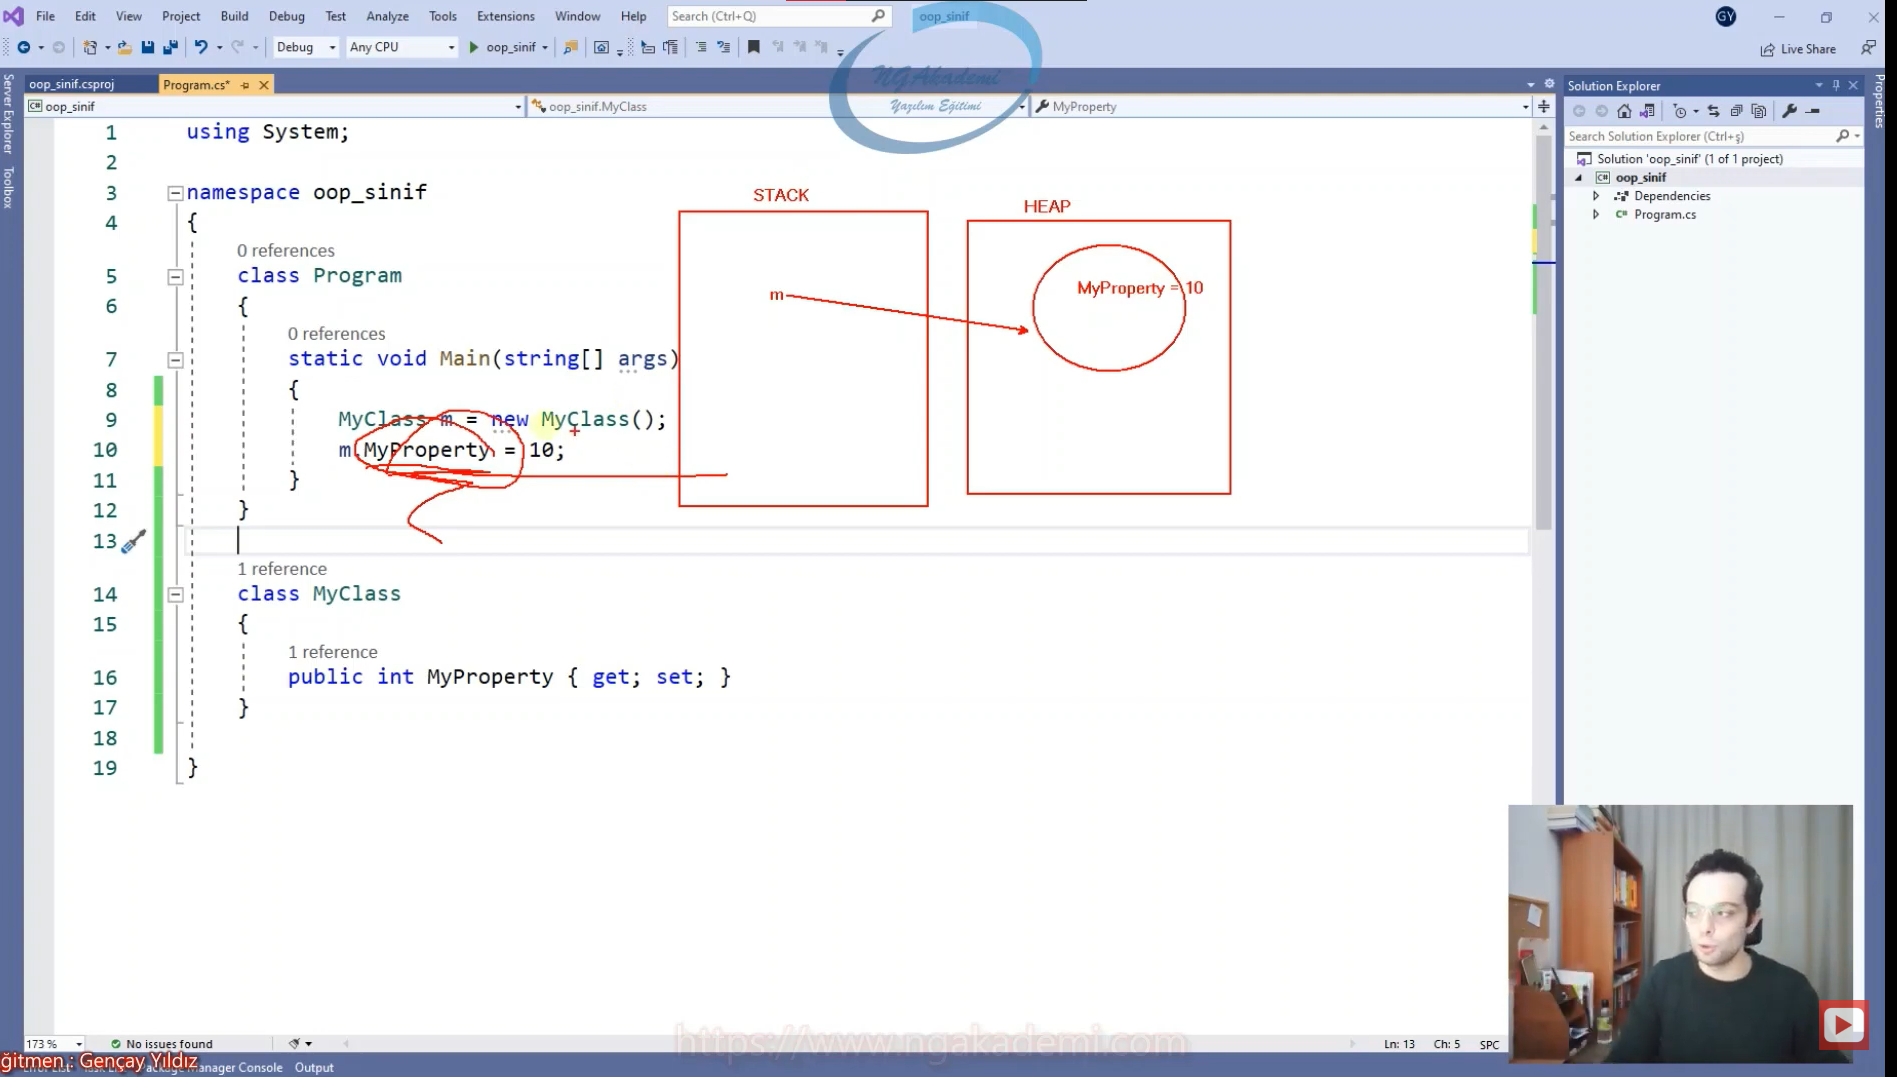 File Edit View Project Build Debug Test Analyze Tools Extensions Window Help Search (Ctrl+Q) oop_sinif GY
Debug Any CPU oop_sinif Live Share
NGAkademi
Yazılım Eğitimi
oop_sinif.csproj Program.cs*
oop_sinif oop_sinif.MyClass MyProperty
Server Explorer
Toolbox
Properties
Solution Explorer
Search Solution Explorer (Ctrl+ş)
Solution 'oop_sinif' (1 of 1 project)
oop_sinif
Dependencies
Program.cs
1 using System;
2
3 namespace oop_sinif
4 {
0 references
5 class Program
6 {
0 references
7 static void Main(string[] args)
8 {
9 MyClass m = new MyClass();
10 m.MyProperty = 10;
11 }
12 }
13
1 reference
14 class MyClass
15 {
1 reference
16 public int MyProperty { get; set; }
17 }
18
19 }
STACK
m
HEAP
MyProperty = 10
https://www.ngakademi.com
173 % No issues found Ln: 13 Ch: 5 SPC
ğitmen : Gençay Yıldız
Package Manager Console Output